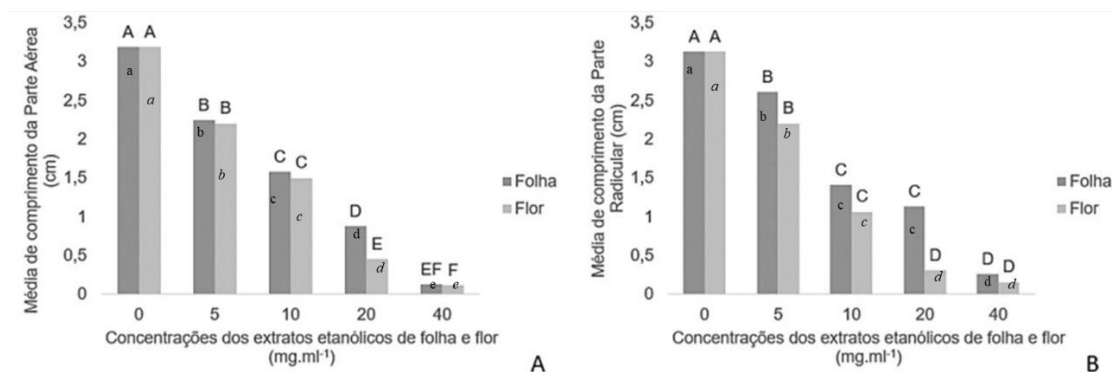 Média de comprimento da Parte Aérea
(cm)
3,5
3
2,5
2
1,5
1
0,5
0
A A
a
a
B B
b
b
C C
c
c
D
E
d
d
EF F
e
e
0 5 10 20 40
Concentrações dos extratos etanólicos de folha e flor
(mg.ml⁻¹)
Folha
Flor
A
Média de comprimento da Parte
Radicular (cm)
3,5
3
2,5
2
1,5
1
0,5
0
A A
a
a
B
B
b
b
C
C
c
c
C
D
c
d
D D
d
d
0 5 10 20 40
Concentrações dos extratos etanólicos de folha e flor
(mg.ml⁻¹)
Folha
Flor
B